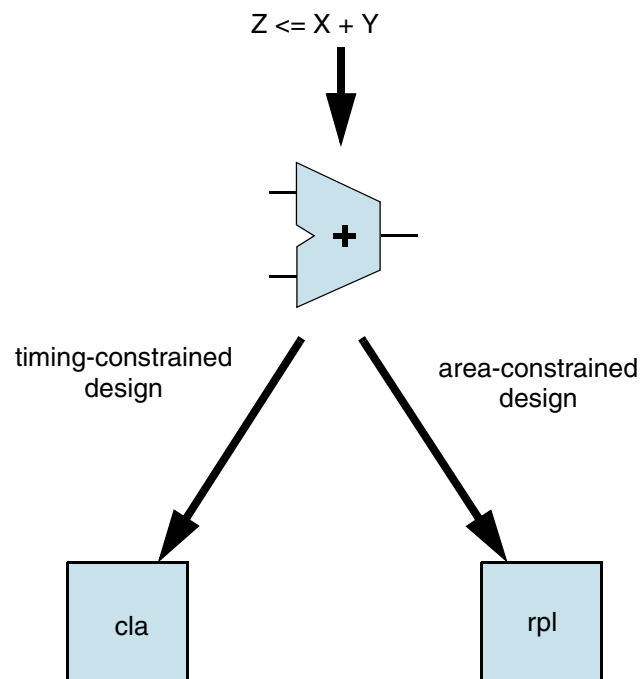 Z <= X + Y
+
timing-constrained
design
area-constrained
design
cla
rpl